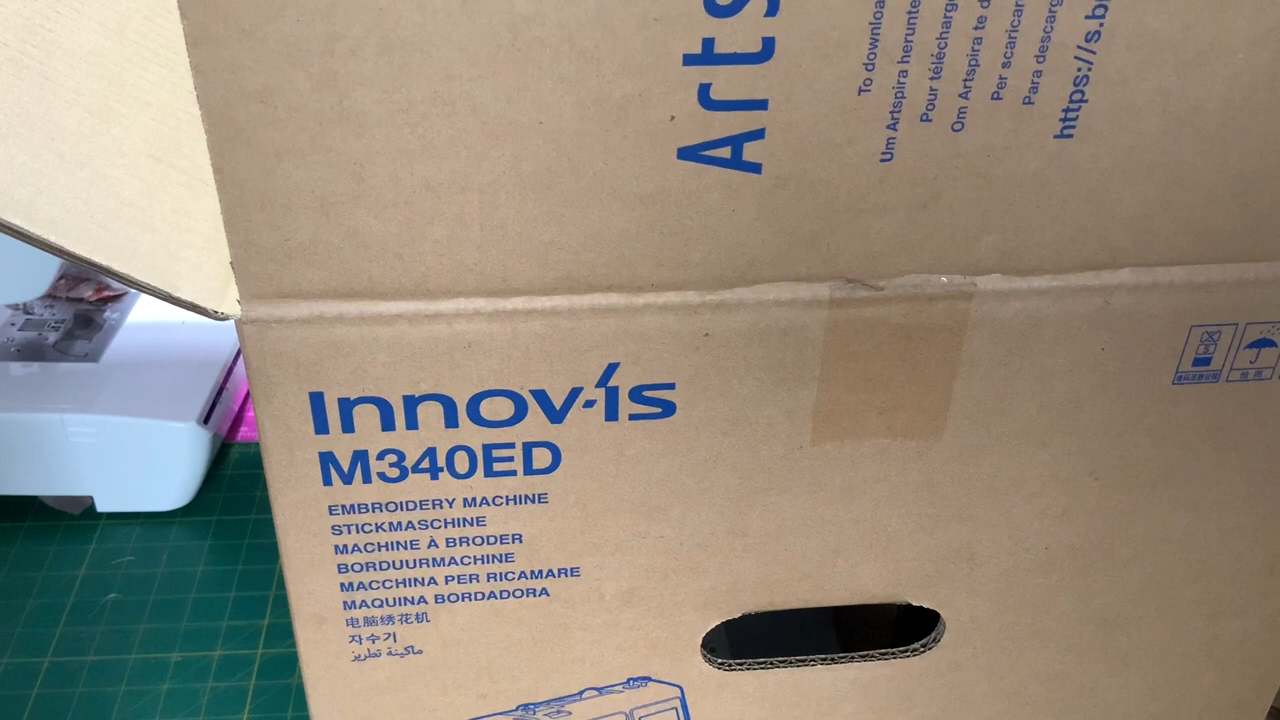 Arts
To downloa
Um Artspira herunte
Pour télécharg
Om Artspira te d
Per scaricar
Para descarg
https://s.br
Innov-ís
M340ED
EMBROIDERY MACHINE
STICKMASCHINE
MACHINE À BRODER
BORDUURMACHINE
MACCHINA PER RICAMARE
MAQUINA BORDADORA
电脑绣花机
자수기
ماكينة تطريز